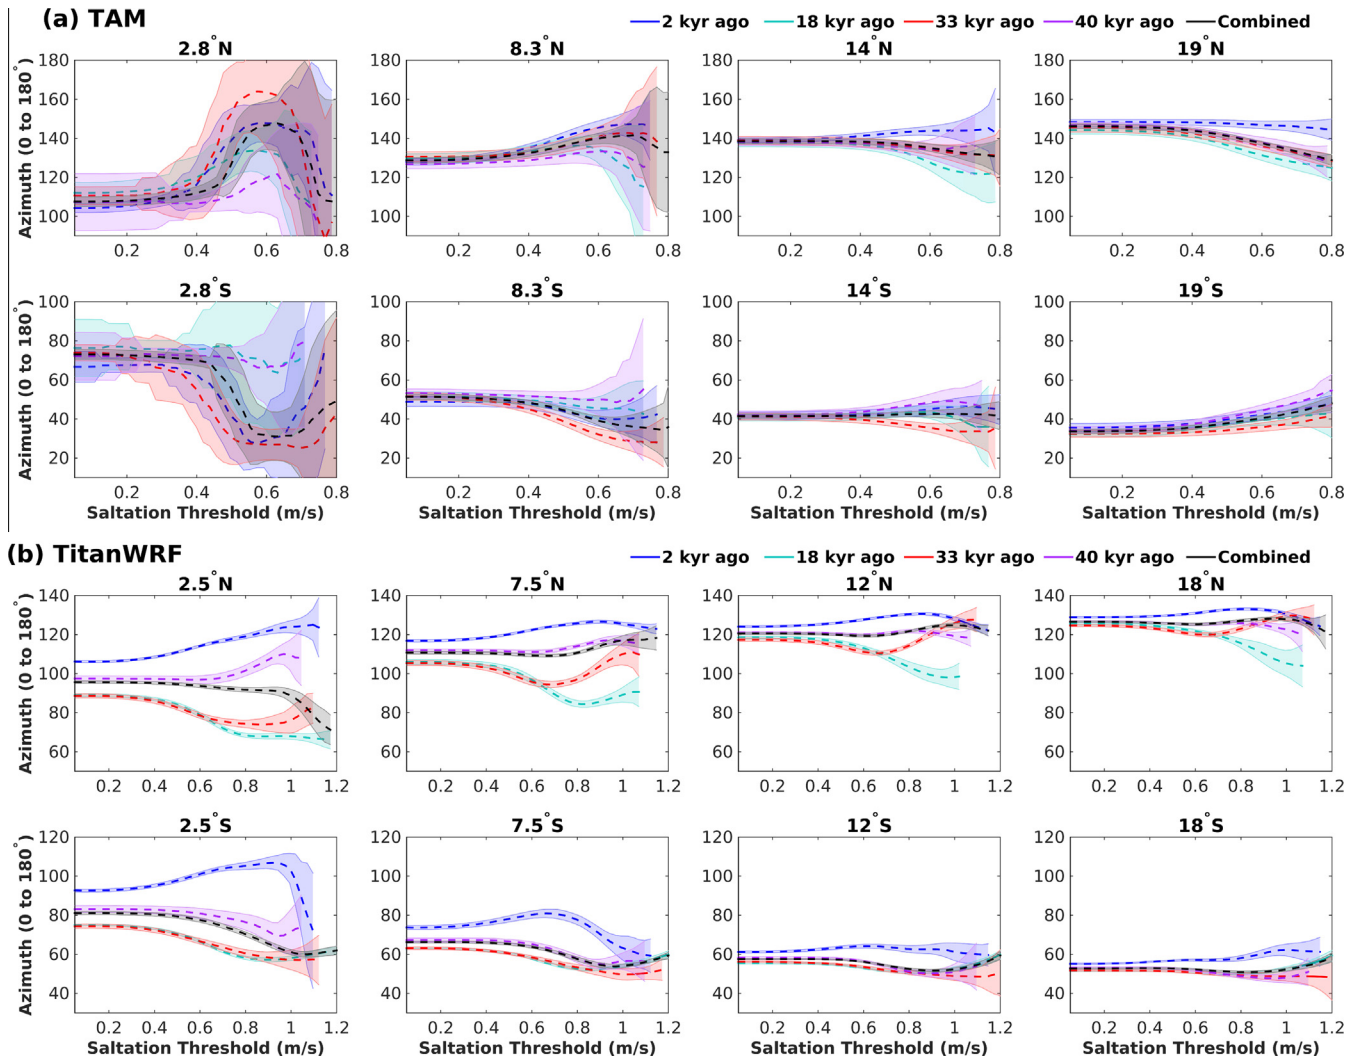 (a) TAM
2 kyr ago 18 kyr ago 33 kyr ago 40 kyr ago Combined
2.8°N 8.3°N 14°N 19°N
Azimuth (0 to 180°)
180 160 140 120 100
0.2 0.4 0.6 0.8
180 160 140 120 100
0.2 0.4 0.6 0.8
180 160 140 120 100
0.2 0.4 0.6 0.8
180 160 140 120 100
0.2 0.4 0.6 0.8
2.8°S 8.3°S 14°S 19°S
Azimuth (0 to 180°)
100 80 60 40 20
0.2 0.4 0.6 0.8
100 80 60 40 20
0.2 0.4 0.6 0.8
100 80 60 40 20
0.2 0.4 0.6 0.8
100 80 60 40 20
0.2 0.4 0.6 0.8
Saltation Threshold (m/s) Saltation Threshold (m/s) Saltation Threshold (m/s) Saltation Threshold (m/s)
(b) TitanWRF
2 kyr ago 18 kyr ago 33 kyr ago 40 kyr ago Combined
2.5°N 7.5°N 12°N 18°N
Azimuth (0 to 180°)
140 120 100 80 60
0.2 0.4 0.6 0.8 1 1.2
140 120 100 80 60
0.2 0.4 0.6 0.8 1 1.2
140 120 100 80 60
0.2 0.4 0.6 0.8 1 1.2
140 120 100 80 60
0.2 0.4 0.6 0.8 1 1.2
2.5°S 7.5°S 12°S 18°S
Azimuth (0 to 180°)
120 100 80 60 40
0.2 0.4 0.6 0.8 1 1.2
120 100 80 60 40
0.2 0.4 0.6 0.8 1 1.2
120 100 80 60 40
0.2 0.4 0.6 0.8 1 1.2
120 100 80 60 40
0.2 0.4 0.6 0.8 1 1.2
Saltation Threshold (m/s) Saltation Threshold (m/s) Saltation Threshold (m/s) Saltation Threshold (m/s)